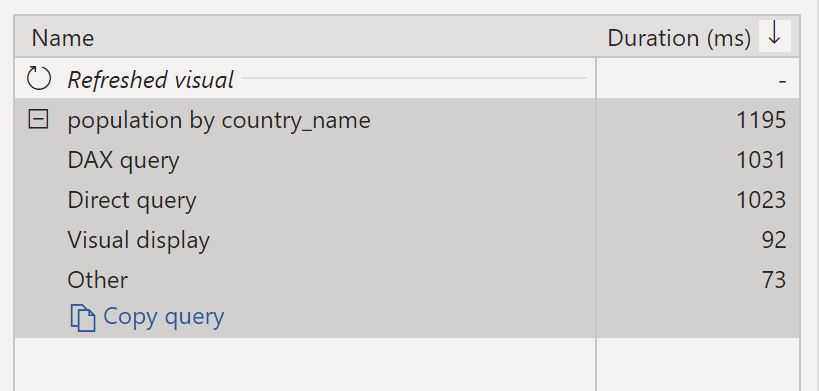 Name Duration (ms) ↓
Refreshed visual -
population by country_name 1195
DAX query 1031
Direct query 1023
Visual display 92
Other 73
Copy query